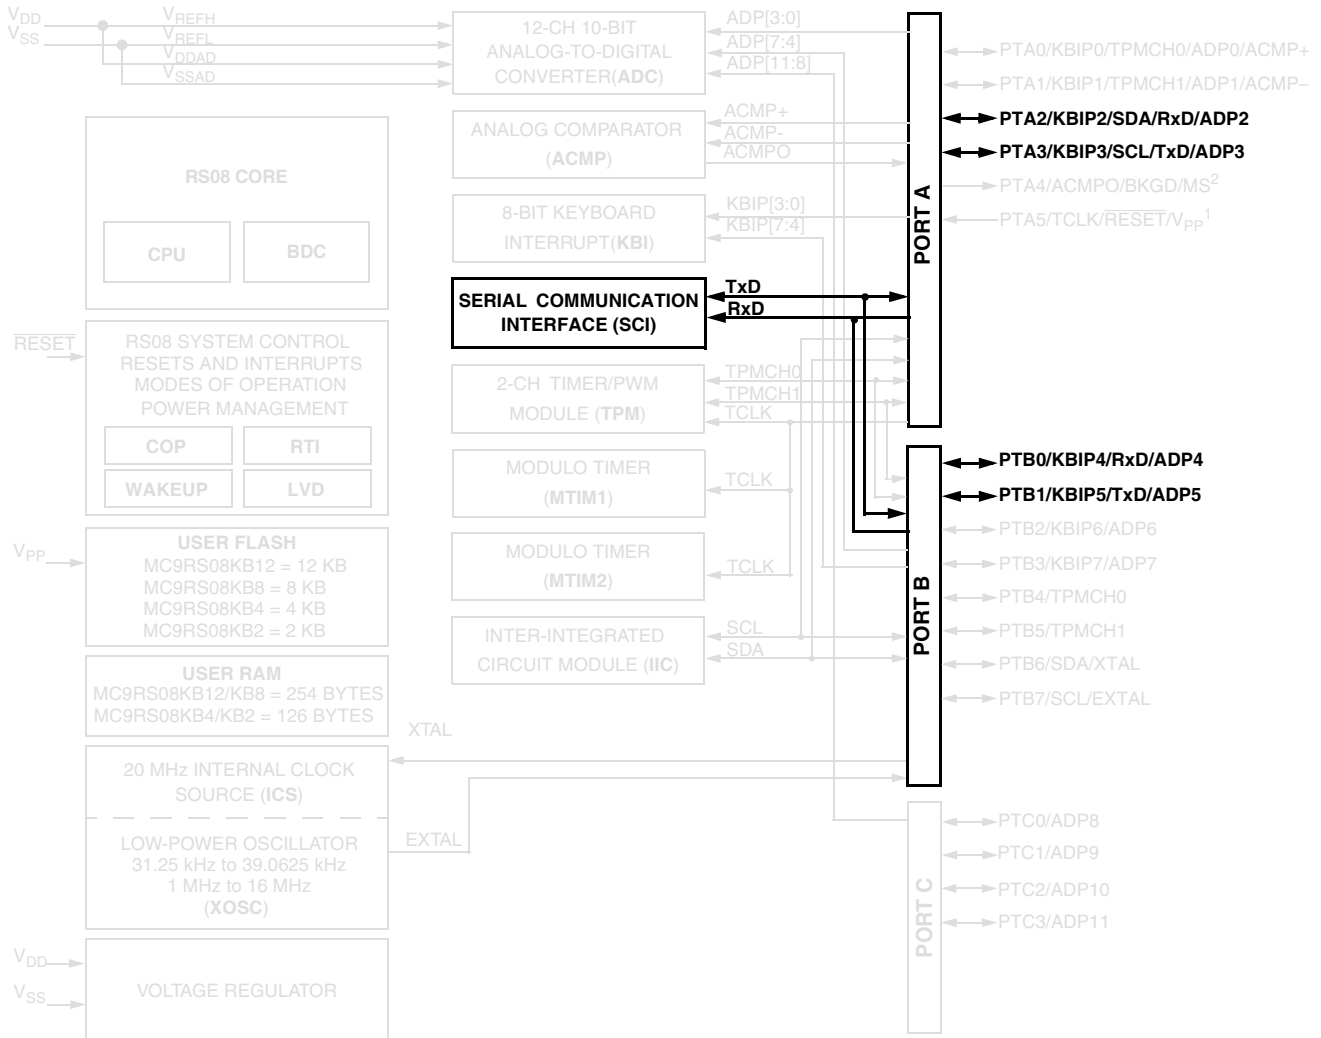 VDD
VSS
VREFH
VREFL
VDDAD
VSSAD
12-CH 10-BIT
ANALOG-TO-DIGITAL
CONVERTER(ADC)
ADP[3:0]
ADP[7:4]
ADP[11:8]
ANALOG COMPARATOR
(ACMP)
ACMP+
ACMP-
ACMPO
8-BIT KEYBOARD
INTERRUPT(KBI)
KBIP[3:0]
KBIP[7:4]
SERIAL COMMUNICATION
INTERFACE (SCI)
TxD
RxD
2-CH TIMER/PWM
MODULE (TPM)
TPMCH0
TPMCH1
TCLK
MODULO TIMER
(MTIM1)
TCLK
MODULO TIMER
(MTIM2)
TCLK
INTER-INTEGRATED
CIRCUIT MODULE (IIC)
SCL
SDA
RS08 CORE
CPU
BDC
RESET
RS08 SYSTEM CONTROL
RESETS AND INTERRUPTS
MODES OF OPERATION
POWER MANAGEMENT
COP
RTI
WAKEUP
LVD
VPP
USER FLASH
MC9RS08KB12 = 12 KB
MC9RS08KB8 = 8 KB
MC9RS08KB4 = 4 KB
MC9RS08KB2 = 2 KB
USER RAM
MC9RS08KB12/KB8 = 254 BYTES
MC9RS08KB4/KB2 = 126 BYTES
XTAL
20 MHz INTERNAL CLOCK
SOURCE (ICS)
LOW-POWER OSCILLATOR
31.25 kHz to 39.0625 kHz
1 MHz to 16 MHz
(XOSC)
EXTAL
VDD
VSS
VOLTAGE REGULATOR
PORT A
PTA0/KBIP0/TPMCH0/ADP0/ACMP+
PTA1/KBIP1/TPMCH1/ADP1/ACMP–
PTA2/KBIP2/SDA/RxD/ADP2
PTA3/KBIP3/SCL/TxD/ADP3
PTA4/ACMPO/BKGD/MS2
PTA5/TCLK/RESET/VPP1
PORT B
PTB0/KBIP4/RxD/ADP4
PTB1/KBIP5/TxD/ADP5
PTB2/KBIP6/ADP6
PTB3/KBIP7/ADP7
PTB4/TPMCH0
PTB5/TPMCH1
PTB6/SDA/XTAL
PTB7/SCL/EXTAL
PORT C
PTC0/ADP8
PTC1/ADP9
PTC2/ADP10
PTC3/ADP11